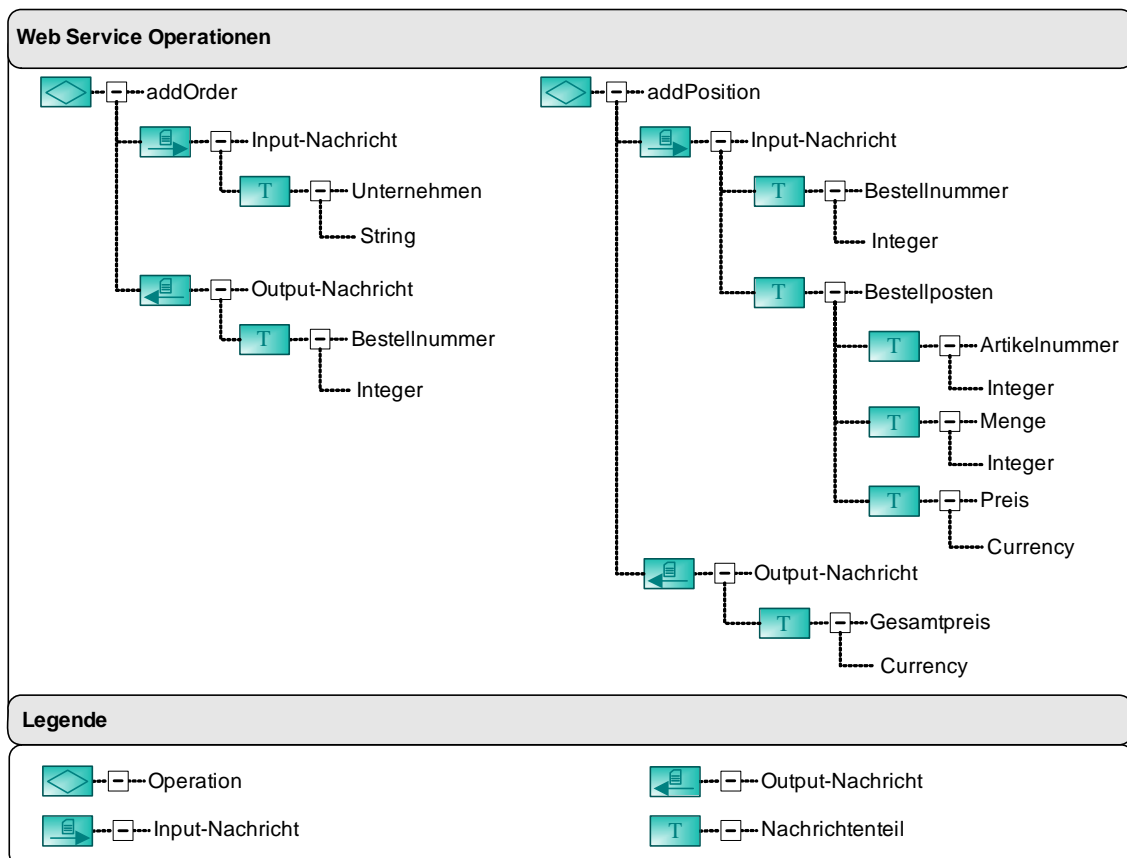 Web Service Operationen
addOrder
Input-Nachricht
T
Unternehmen
String
Output-Nachricht
T
Bestellnummer
Integer
addPosition
Input-Nachricht
T
Bestellnummer
Integer
T
Bestellposten
T
Artikelnummer
Integer
T
Menge
Integer
T
Preis
Currency
Output-Nachricht
T
Gesamtpreis
Currency
Legende
Operation
Input-Nachricht
Output-Nachricht
T
Nachrichtenteil